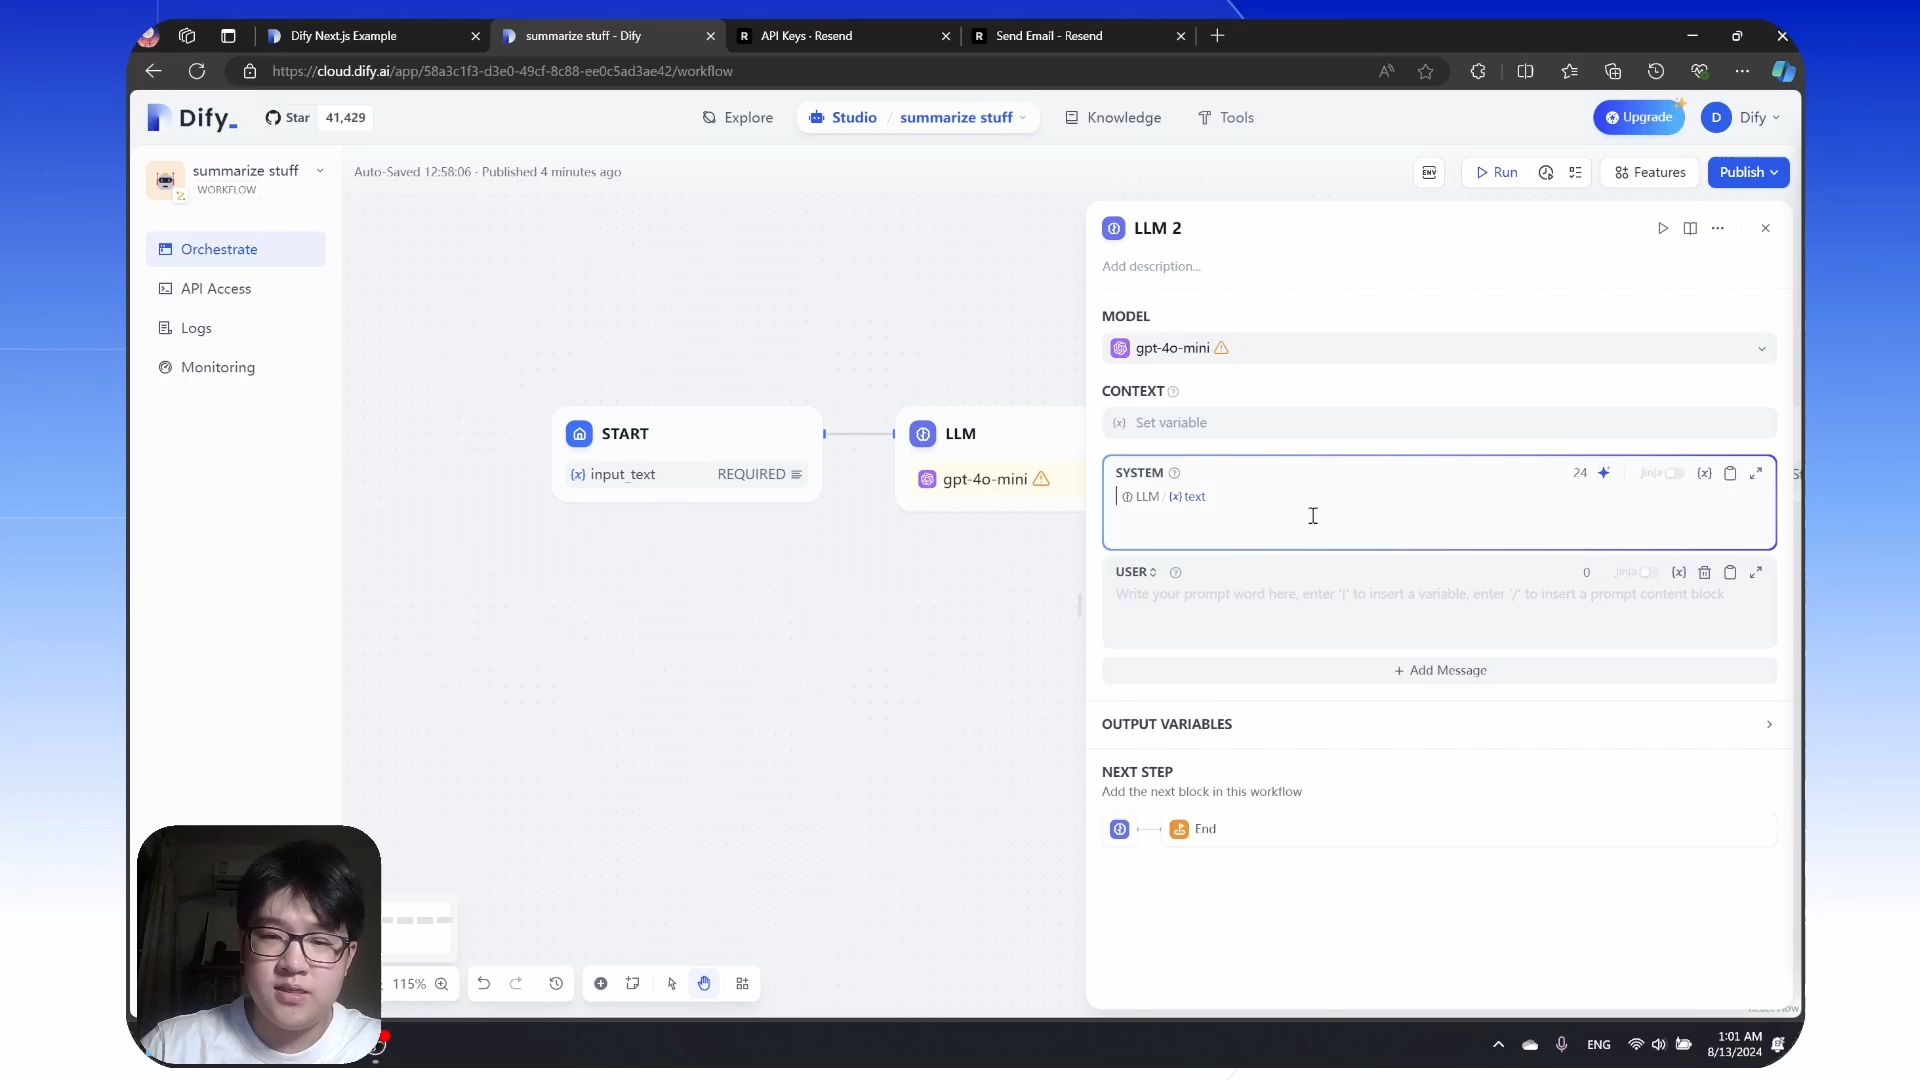 Dify Next.js Example
summarize stuff - Dify
API Keys · Resend
Send Email - Resend
https://cloud.dify.ai/app/58a3c1f3-d3e0-49cf-8c88-ee0c5ad3ae42/workflow
Dify_
Star 41,429
Explore
Studio / summarize stuff
Knowledge
Tools
Upgrade
D Dify
summarize stuff
WORKFLOW
Auto-Saved 12:58:06 · Published 4 minutes ago
ENV
Run
Features
Publish
Orchestrate
API Access
Logs
Monitoring
START
{x} input_text REQUIRED
LLM
gpt-4o-mini
LLM 2
Add description...
MODEL
gpt-4o-mini
CONTEXT
{x} Set variable
SYSTEM 24 Jinja {x}
LLM / {x} text
USER 0 Jinja {x}
Write your prompt word here, enter '{' to insert a variable, enter '/' to insert a prompt content block
+ Add Message
OUTPUT VARIABLES
NEXT STEP
Add the next block in this workflow
End
115%
ENG
1:01 AM
8/13/2024